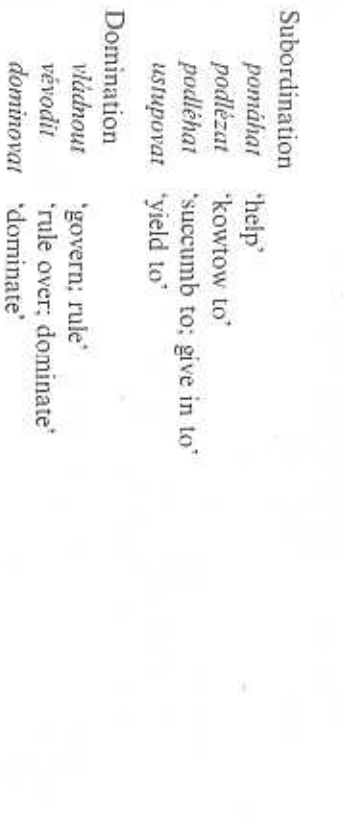 Subordination
pomáhat 'help'
podlézat 'kowtow to'
podléhat 'succumb to; give in to'
ustupovat 'yield to'
Domination
vládnout 'govern; rule'
vévodit 'rule over; dominate'
dominovat 'dominate'